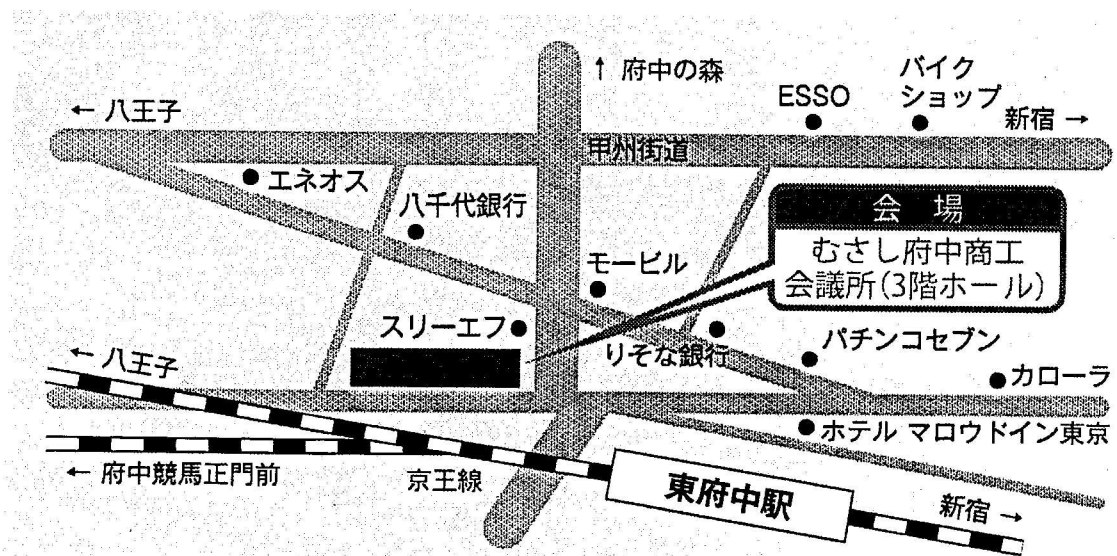 ↑ 府中の森
バイク
ショップ
ESSO
← 八王子
新宿 →
甲州街道
エネオス
八千代銀行
会 場
むさし府中商工
会議所(3階ホール)
モービル
スリーエフ
りそな銀行
パチンコセブン
← 八王子
カローラ
ホテル マロウドイン東京
← 府中競馬正門前
京王線
東府中駅
新宿 →